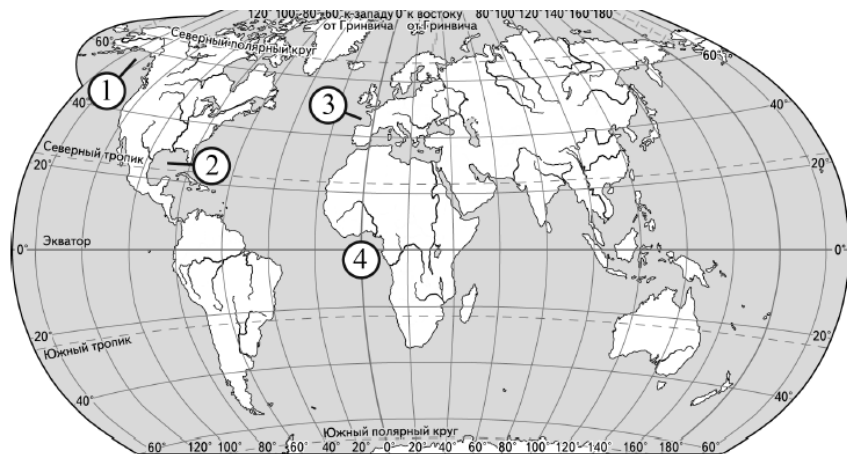 120° 100° 80° 60° к западу 0° к востоку 80 100° 120° 140° 160° 180°
от Гринвича от Гринвича
Северный полярный круг
60° 60°
1
40° 40°
3
Северный тропик
2
20° 20°
Экватор
0° 0°
4
20° 20°
Южный тропик
40° 40°
Южный полярный круг
60° 120° 100° 80° 60° 40° 20° 0° 20° 40° 60° 80° 100° 120° 140° 160° 180° 60°